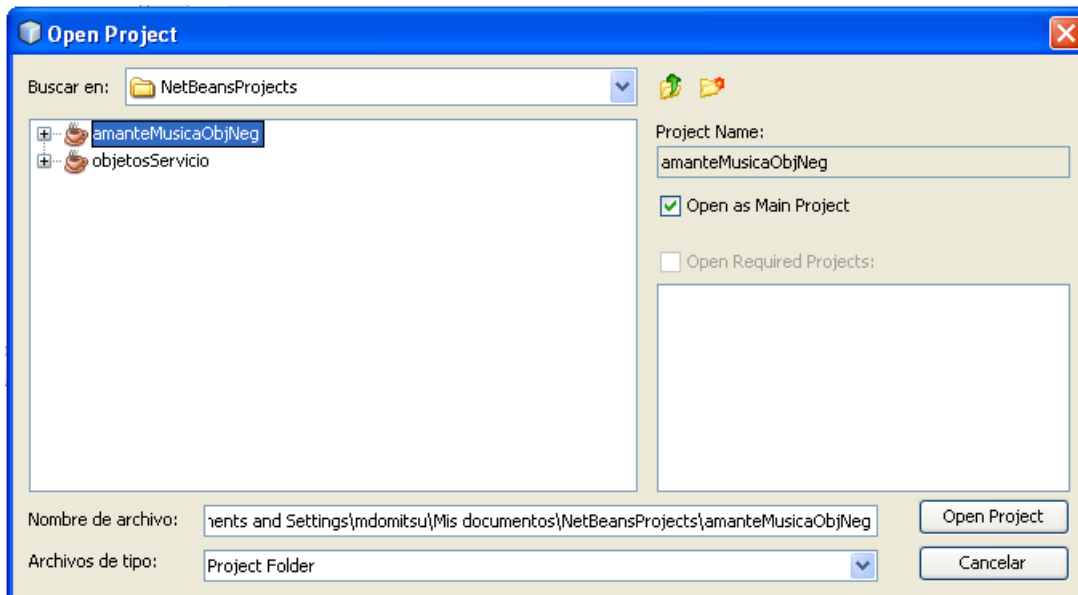 Open Project
Buscar en:
NetBeansProjects
amanteMusicaObjNeg
objetosServicio
Project Name:
amanteMusicaObjNeg
Open as Main Project
Open Required Projects:
Nombre de archivo:
ents and Settings\mdomitsu\Mis documentos\NetBeansProjects\amanteMusicaObjNeg
Open Project
Archivos de tipo:
Project Folder
Cancelar